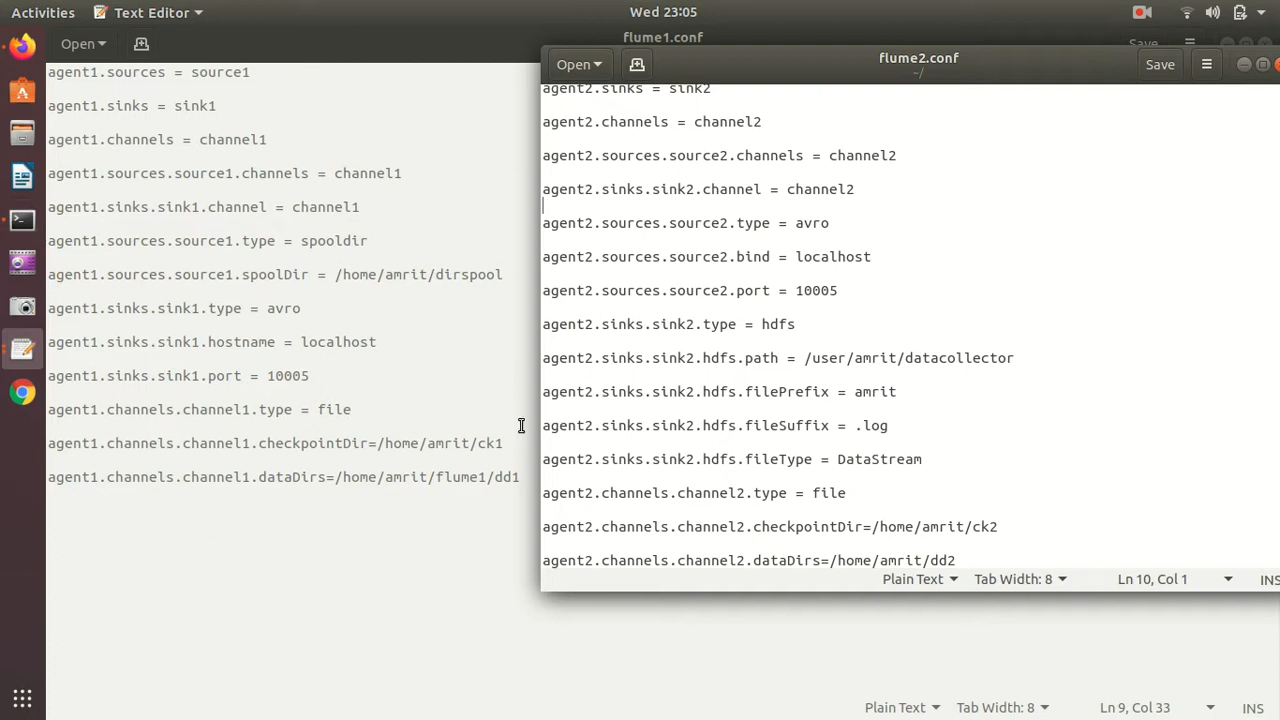 Activities
Text Editor
Wed 23:05
Open
flume1.conf
Save
agent1.sources = source1
agent1.sinks = sink1
agent1.channels = channel1
agent1.sources.source1.channels = channel1
agent1.sinks.sink1.channel = channel1
agent1.sources.source1.type = spooldir
agent1.sources.source1.spoolDir = /home/amrit/dirspool
agent1.sinks.sink1.type = avro
agent1.sinks.sink1.hostname = localhost
agent1.sinks.sink1.port = 10005
agent1.channels.channel1.type = file
agent1.channels.channel1.checkpointDir=/home/amrit/ck1
agent1.channels.channel1.dataDirs=/home/amrit/flume1/dd1
Open
flume2.conf
~/
Save
agent2.sinks = sink2
agent2.channels = channel2
agent2.sources.source2.channels = channel2
agent2.sinks.sink2.channel = channel2
agent2.sources.source2.type = avro
agent2.sources.source2.bind = localhost
agent2.sources.source2.port = 10005
agent2.sinks.sink2.type = hdfs
agent2.sinks.sink2.hdfs.path = /user/amrit/datacollector
agent2.sinks.sink2.hdfs.filePrefix = amrit
agent2.sinks.sink2.hdfs.fileSuffix = .log
agent2.sinks.sink2.hdfs.fileType = DataStream
agent2.channels.channel2.type = file
agent2.channels.channel2.checkpointDir=/home/amrit/ck2
agent2.channels.channel2.dataDirs=/home/amrit/dd2
Plain Text Tab Width: 8 Ln 10, Col 1 INS
Plain Text Tab Width: 8 Ln 9, Col 33 INS